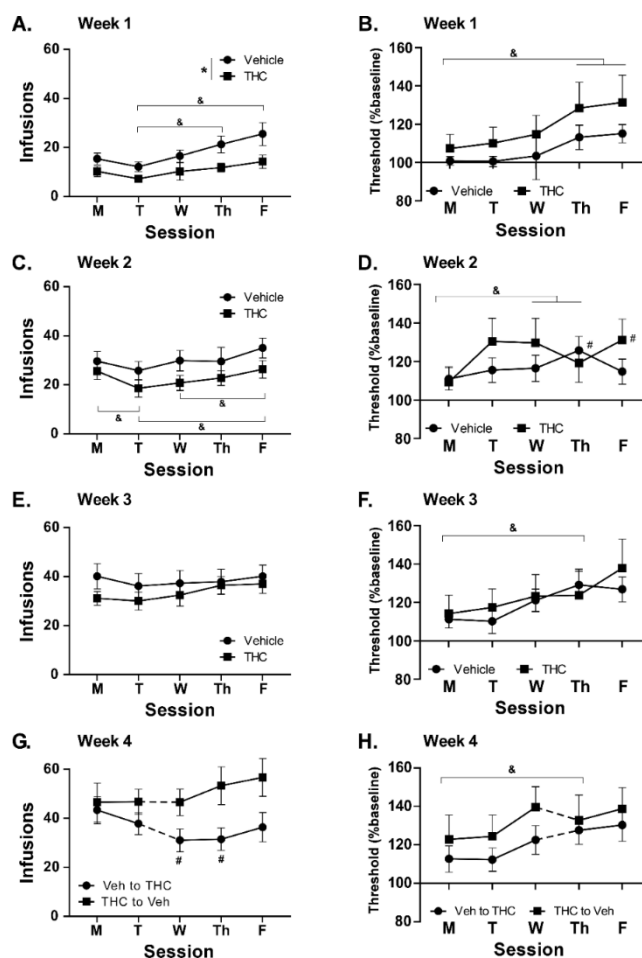 A. Week 1
Infusions
60
40
20
0
*
Vehicle
THC
&
&
M T W Th F
Session
B. Week 1
Threshold (%baseline)
160
140
120
100
80
&
Vehicle THC
M T W Th F
Session
C. Week 2
Infusions
60
40
20
0
Vehicle
THC
&
&
&
M T W Th F
Session
D. Week 2
Threshold (%baseline)
160
140
120
100
80
&
#
#
Vehicle THC
M T W Th F
Session
E. Week 3
Infusions
60
40
20
0
Vehicle
THC
M T W Th F
Session
F. Week 3
Threshold (%baseline)
160
140
120
100
80
&
Vehicle THC
M T W Th F
Session
G. Week 4
Infusions
60
40
20
0
# #
Veh to THC
THC to Veh
M T W Th F
Session
H. Week 4
Threshold (%baseline)
160
140
120
100
80
&
Veh to THC THC to Veh
M T W Th F
Session